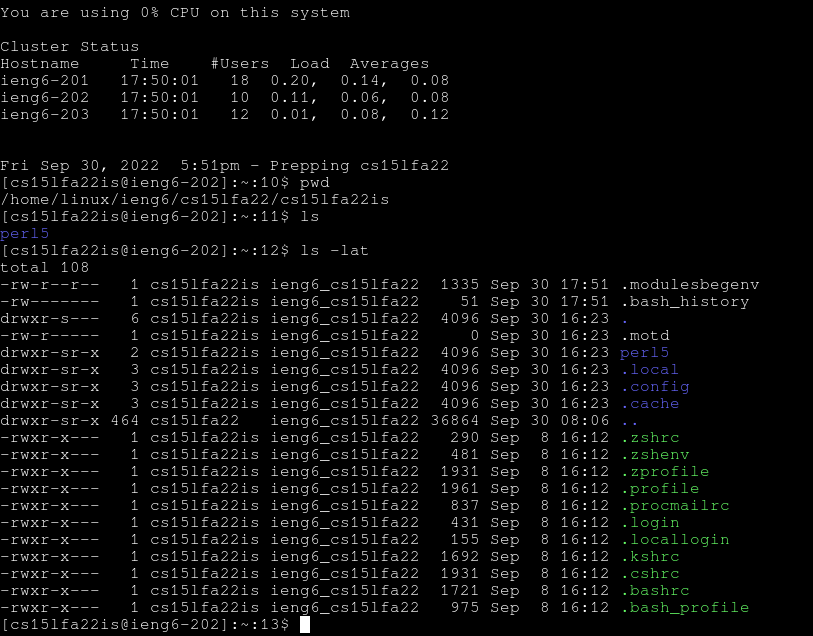 You are using 0% CPU on this system
Cluster Status
Hostname     Time    #Users  Load  Averages
ieng6-201   17:50:01   18  0.20,  0.14,  0.08
ieng6-202   17:50:01   10  0.11,  0.06,  0.08
ieng6-203   17:50:01   12  0.01,  0.08,  0.12
Fri Sep 30, 2022  5:51pm - Prepping cs15lfa22
[cs15lfa22is@ieng6-202]:~:10$ pwd
/home/linux/ieng6/cs15lfa22/cs15lfa22is
[cs15lfa22is@ieng6-202]:~:11$ ls
perl5
[cs15lfa22is@ieng6-202]:~:12$ ls -lat
total 108
-rw-r--r--   1 cs15lfa22is ieng6_cs15lfa22  1335 Sep 30 17:51 .modulesbegenv
-rw-------   1 cs15lfa22is ieng6_cs15lfa22    51 Sep 30 17:51 .bash_history
drwxr-s---   6 cs15lfa22is ieng6_cs15lfa22  4096 Sep 30 16:23 .
-rw-r-----   1 cs15lfa22is ieng6_cs15lfa22     0 Sep 30 16:23 .motd
drwxr-sr-x   2 cs15lfa22is ieng6_cs15lfa22  4096 Sep 30 16:23 perl5
drwxr-sr-x   3 cs15lfa22is ieng6_cs15lfa22  4096 Sep 30 16:23 .local
drwxr-sr-x   3 cs15lfa22is ieng6_cs15lfa22  4096 Sep 30 16:23 .config
drwxr-sr-x   3 cs15lfa22is ieng6_cs15lfa22  4096 Sep 30 16:23 .cache
drwxr-sr-x 464 cs15lfa22   ieng6_cs15lfa22 36864 Sep 30 08:06 ..
-rwxr-x---   1 cs15lfa22is ieng6_cs15lfa22   290 Sep  8 16:12 .zshrc
-rwxr-x---   1 cs15lfa22is ieng6_cs15lfa22   481 Sep  8 16:12 .zshenv
-rwxr-x---   1 cs15lfa22is ieng6_cs15lfa22  1931 Sep  8 16:12 .zprofile
-rwxr-x---   1 cs15lfa22is ieng6_cs15lfa22  1961 Sep  8 16:12 .profile
-rwxr-x---   1 cs15lfa22is ieng6_cs15lfa22   837 Sep  8 16:12 .procmailrc
-rwxr-x---   1 cs15lfa22is ieng6_cs15lfa22   431 Sep  8 16:12 .login
-rwxr-x---   1 cs15lfa22is ieng6_cs15lfa22   155 Sep  8 16:12 .locallogin
-rwxr-x---   1 cs15lfa22is ieng6_cs15lfa22  1692 Sep  8 16:12 .kshrc
-rwxr-x---   1 cs15lfa22is ieng6_cs15lfa22  1931 Sep  8 16:12 .cshrc
-rwxr-x---   1 cs15lfa22is ieng6_cs15lfa22  1721 Sep  8 16:12 .bashrc
-rwxr-x---   1 cs15lfa22is ieng6_cs15lfa22   975 Sep  8 16:12 .bash_profile
[cs15lfa22is@ieng6-202]:~:13$